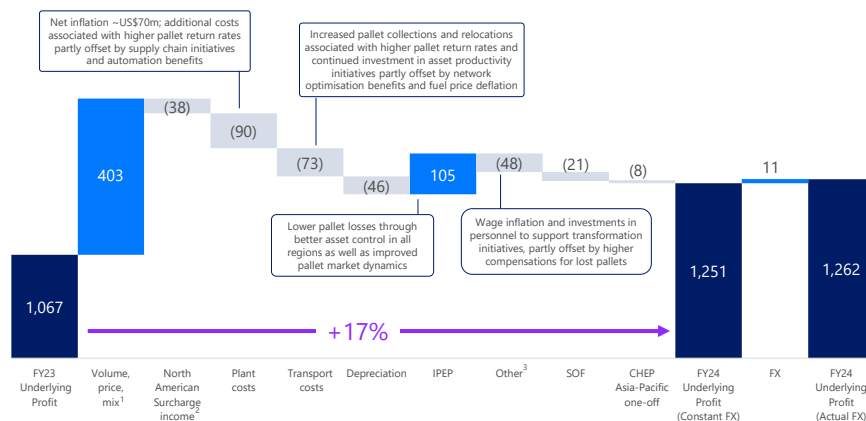 Net inflation ~US$70m; additional costs
associated with higher pallet return rates
partly offset by supply chain initiatives
and automation benefits
Increased pallet collections and relocations
associated with higher pallet return rates and
continued investment in asset productivity
initiatives partly offset by network
optimisation benefits and fuel price deflation
(38)
(90)
403
(73)
(46)
105
(48)
(21)
(8)
11
Lower pallet losses through
better asset control in all
regions as well as improved
pallet market dynamics
Wage inflation and investments in
personnel to support transformation
initiatives, partly offset by higher
compensations for lost pallets
1,067
1,251
1,262
+17%
FY23
Underlying
Profit
Volume,
price,
mix1
North
American
Surcharge
income2
Plant
costs
Transport
costs
Depreciation
IPEP
Other3
SOF
CHEP
Asia-Pacific
one-off
FY24
Underlying
Profit
(Constant FX)
FX
FY24
Underlying
Profit
(Actual FX)